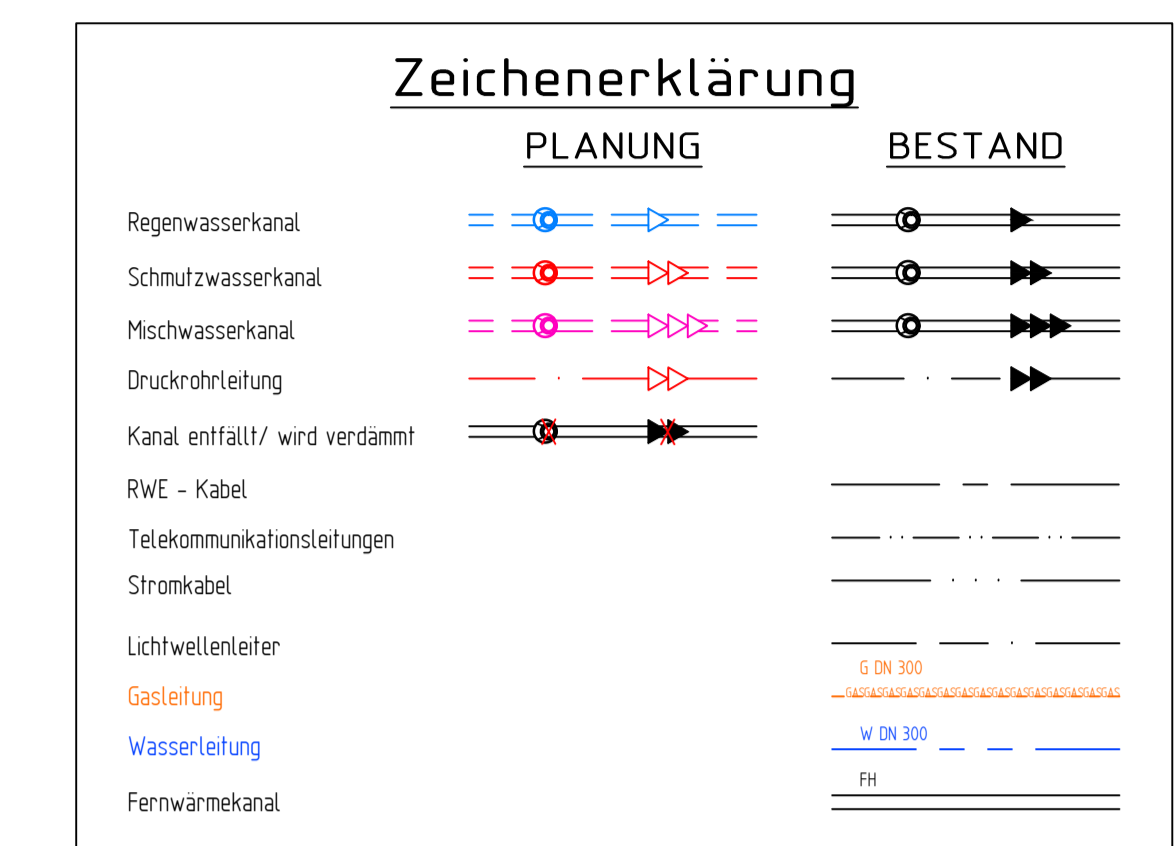 Zeichenerklärung
PLANUNG BESTAND
Regenwasserkanal
Schmutzwasserkanal
Mischwasserkanal
Druckrohrleitung
Kanal entfällt/ wird verdämmt
RWE - Kabel
Telekommunikationsleitungen
Stromkabel
Lichtwellenleiter
G DN 300
Gasleitung GASGASGASGASGASGASGASGASGASGASGASGASGASGASGASGASGASGAS
W DN 300
Wasserleitung
FH
Fernwärmekanal